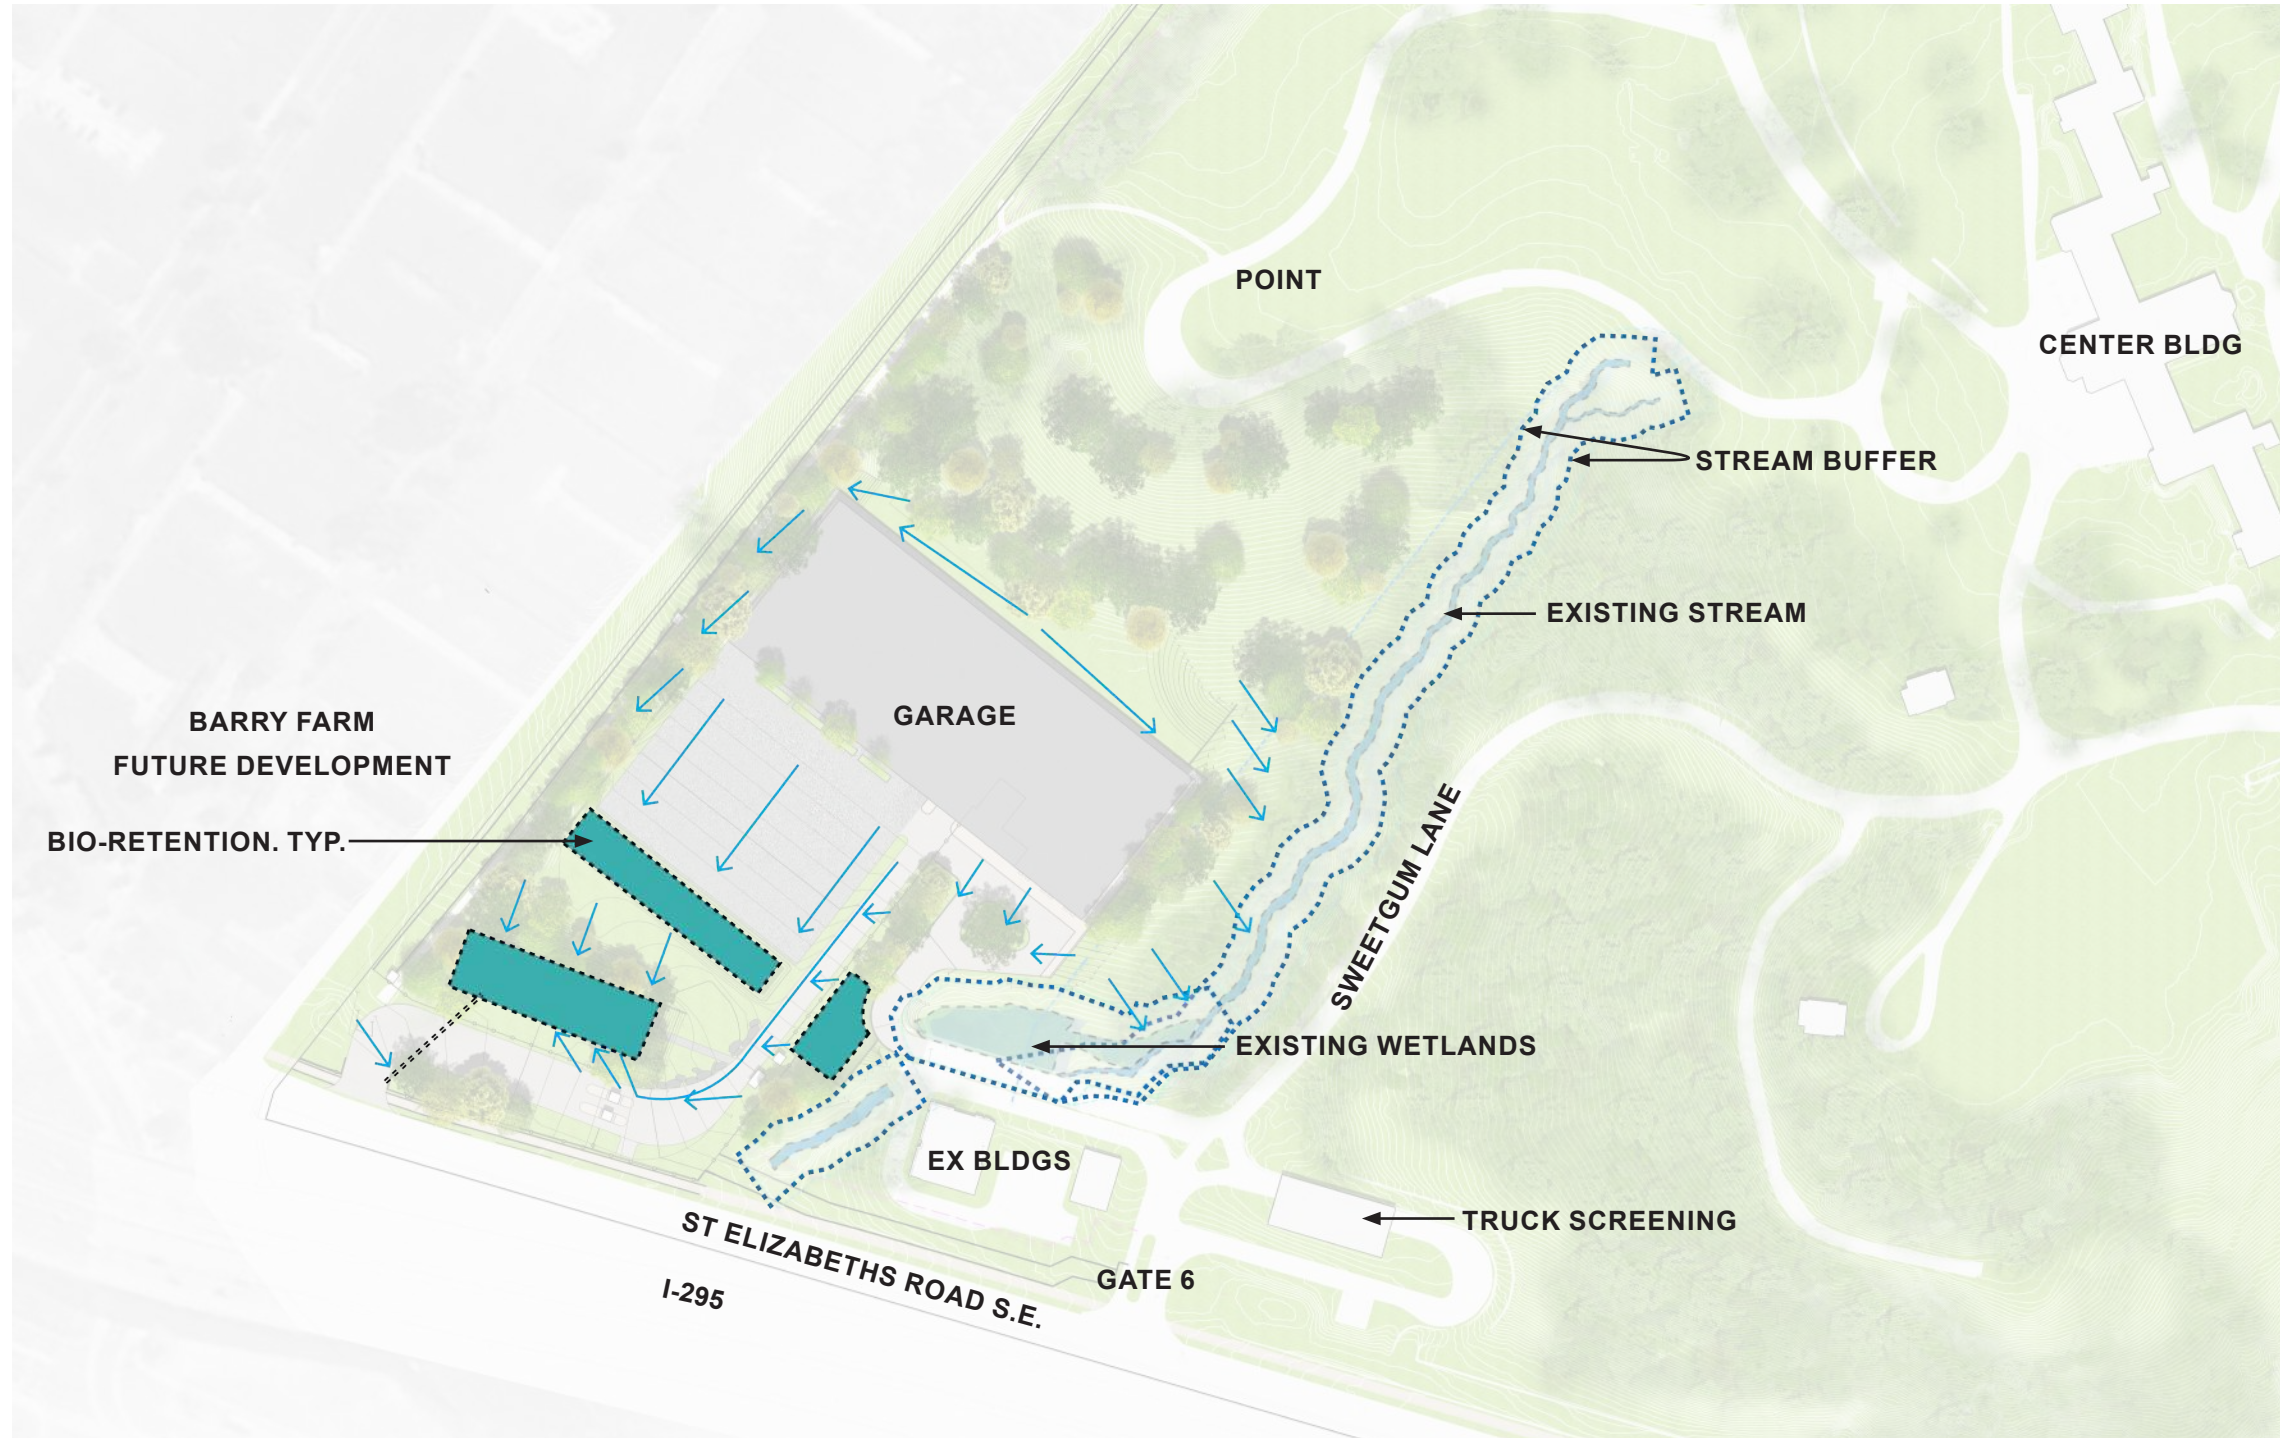 POINT
CENTER BLDG
STREAM BUFFER
EXISTING STREAM
GARAGE
BARRY FARM
FUTURE DEVELOPMENT
BIO-RETENTION. TYP.
SWEETGUM LANE
EXISTING WETLANDS
EX BLDGS
TRUCK SCREENING
ST ELIZABETHS ROAD S.E.
GATE 6
I-295